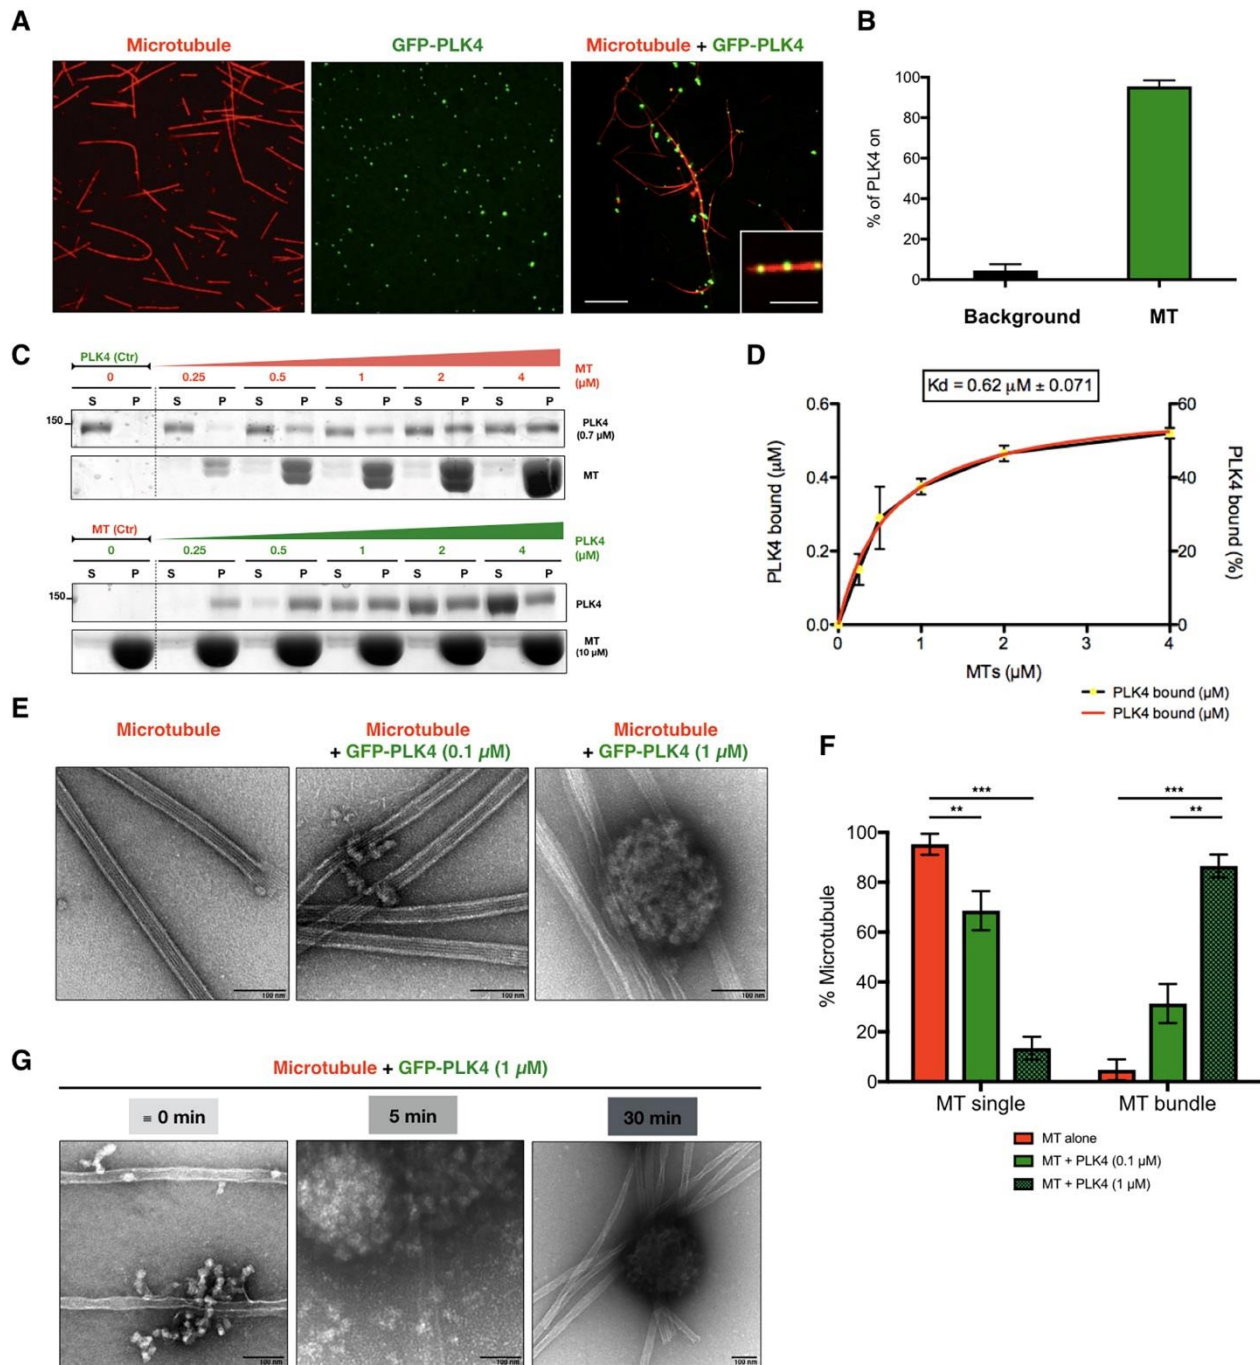 A
Microtubule
GFP-PLK4
Microtubule + GFP-PLK4
B
% of PLK4 on
100
80
60
40
20
0
Background
MT
C
PLK4 (Ctr)
MT
(µM)
0
0.25
0.5
1
2
4
S P S P S P S P S P S P
150
PLK4
(0.7 µM)
MT
MT (Ctr)
PLK4
(µM)
0
0.25
0.5
1
2
4
S P S P S P S P S P S P
150
PLK4
MT
(10 µM)
D
Kd = 0.62 µM ± 0.071
PLK4 bound (µM)
0.6
0.4
0.2
0.0
60
40
20
0
PLK4 bound (%)
0 1 2 3 4
MTs (µM)
PLK4 bound (µM)
PLK4 bound (µM)
E
Microtubule
Microtubule
+ GFP-PLK4 (0.1 µM)
Microtubule
+ GFP-PLK4 (1 µM)
100 nm
100 nm
100 nm
F
*** ***
** **
% Microtubule
100
80
60
40
20
0
MT single
MT bundle
MT alone
MT + PLK4 (0.1 µM)
MT + PLK4 (1 µM)
G
Microtubule + GFP-PLK4 (1 µM)
= 0 min
5 min
30 min
100 nm
100 nm
100 nm